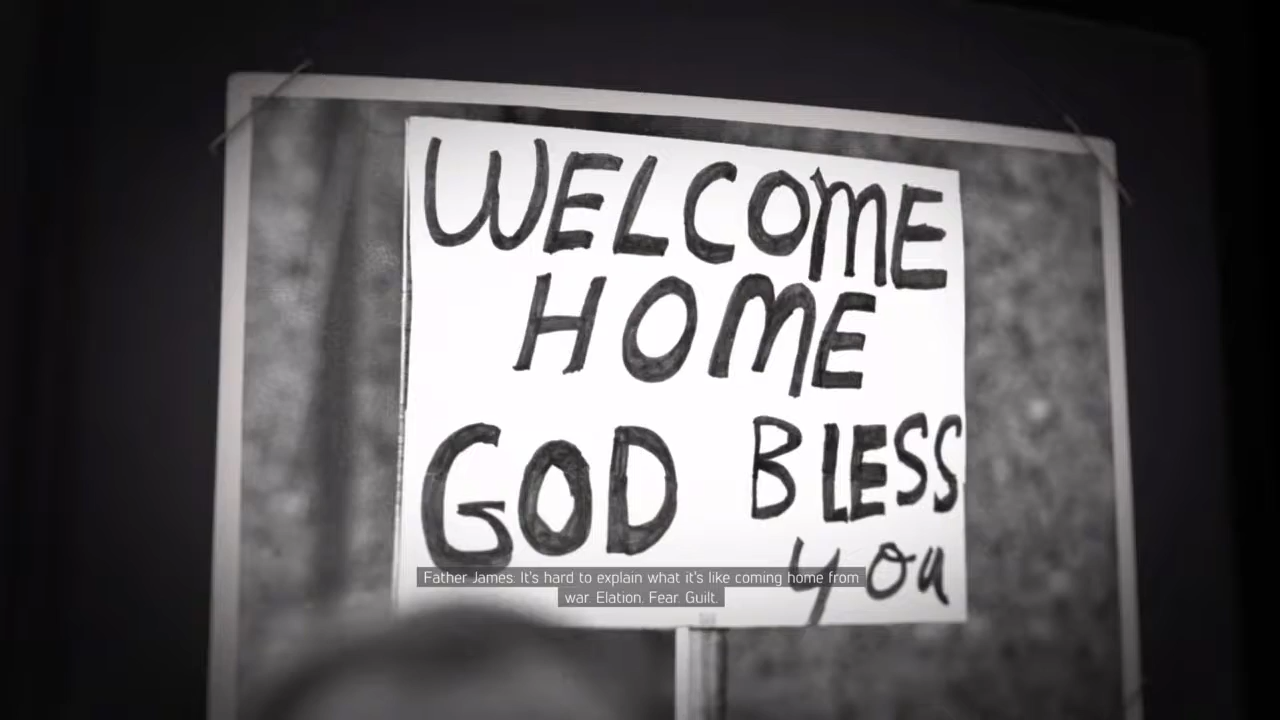 WELCOME
HOME
GOD BLESS
you
Father James: It's hard to explain what it's like coming home from
war. Elation. Fear. Guilt.